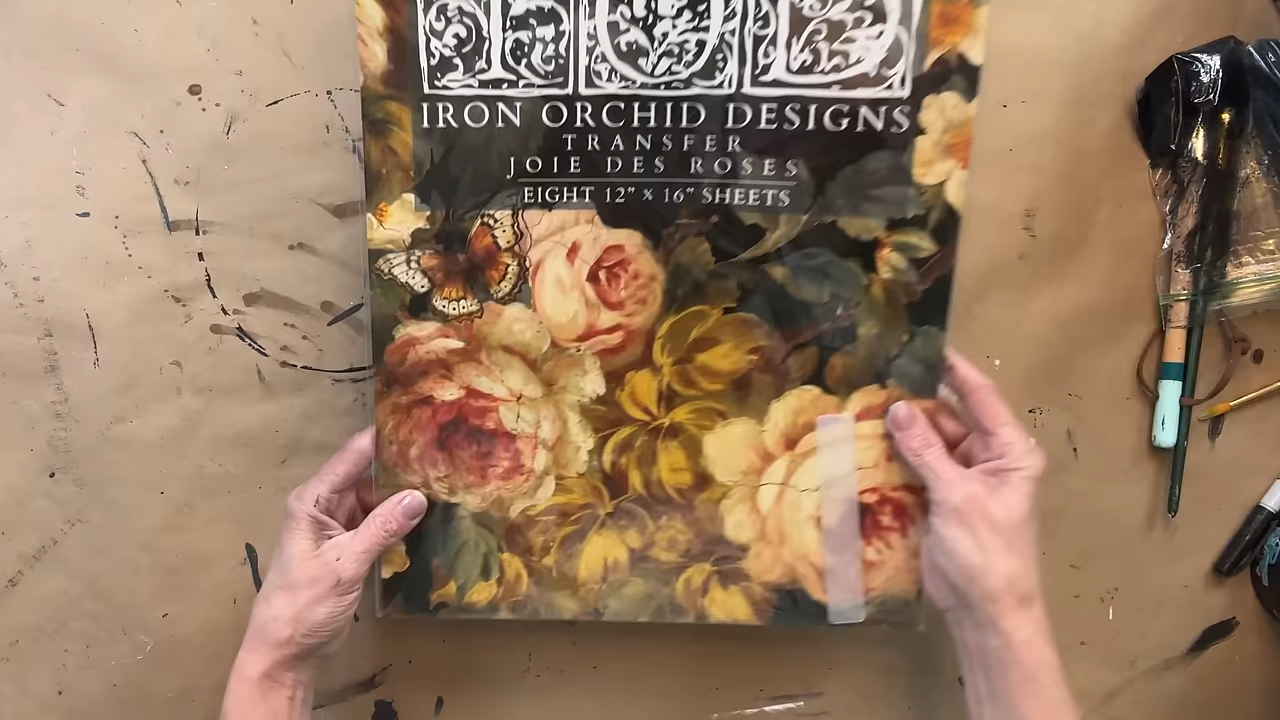 IOD
IRON ORCHID DESIGNS
TRANSFER
JOIE DES ROSES
EIGHT 12" x 16" SHEETS